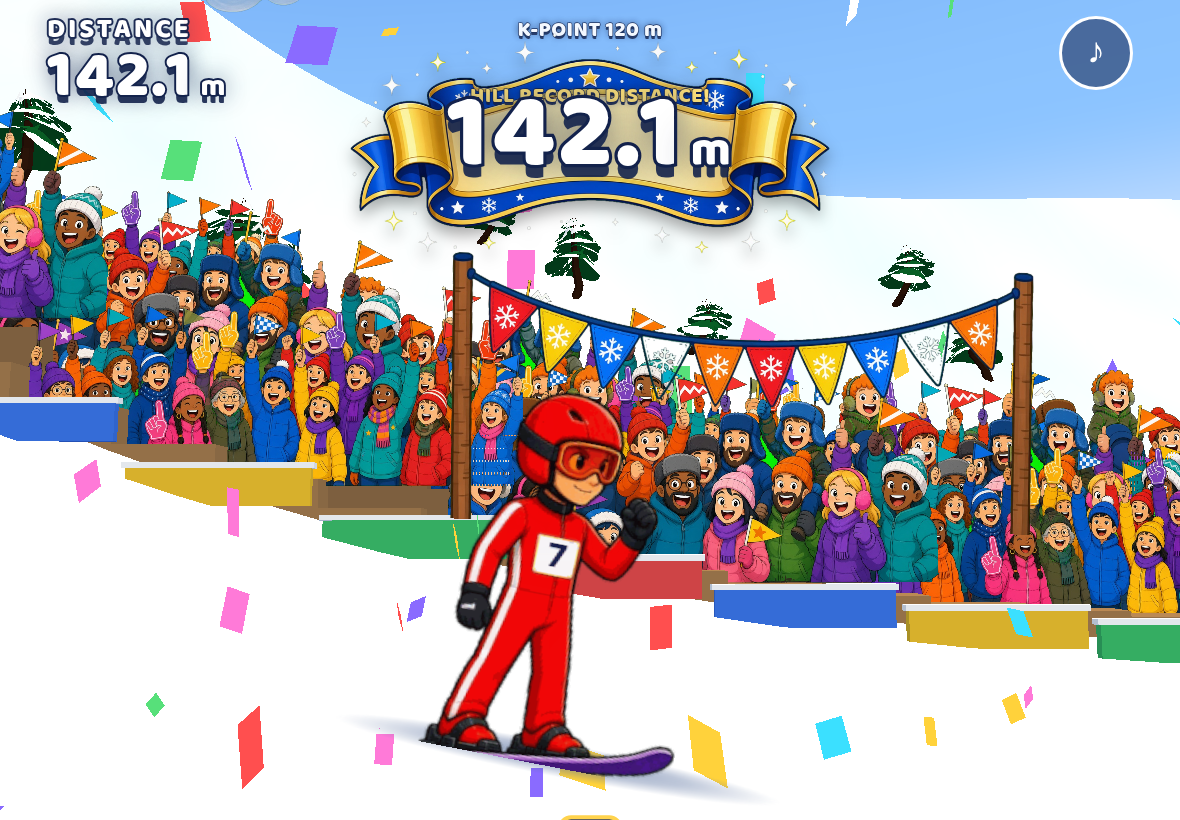 DISTANCE
142.1 m
K-POINT 120 m
HILL RECORD DISTANCE!
142.1 m
7